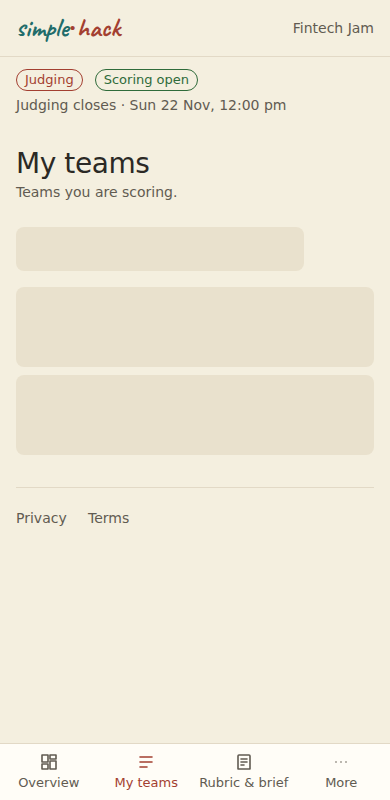 simple·hack
Fintech Jam
Judging
Scoring open
Judging closes · Sun 22 Nov, 12:00 pm
My teams
Teams you are scoring.
Privacy
Terms
Overview
My teams
Rubric & brief
More